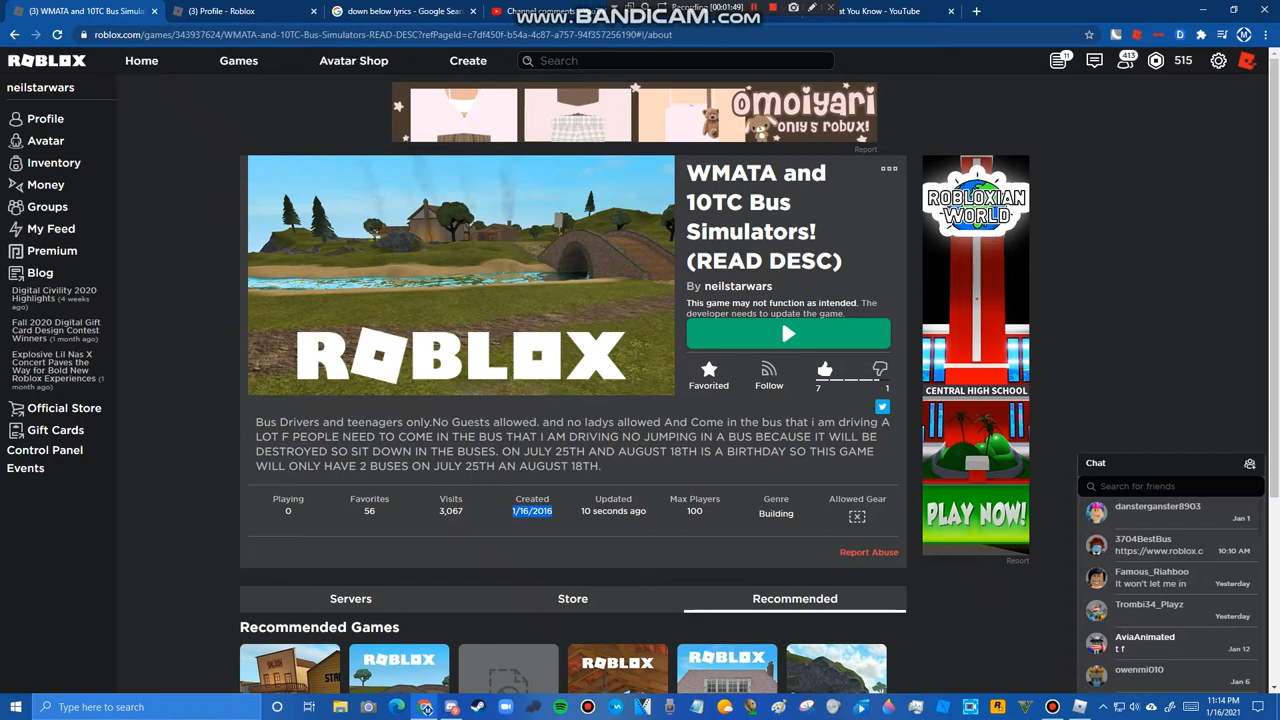 (3) WMATA and 10TC Bus Simulators!
(3) Profile - Roblox
down below lyrics - Google Sear
Channel comments
at You Know - YouTube
Recording [00:01:49]
www.BANDICAM.com
roblox.com/games/343937624/WMATA-and-10TC-Bus-Simulators-READ-DESC?refPageId=c7df450f-b54a-4c87-a757-94f357256190#!/about
ROBLOX
Home
Games
Avatar Shop
Create
Search
11
413
515
neilstarwars
Profile
Avatar
Inventory
Money
Groups
My Feed
Premium
Blog
Digital Civility 2020
Highlights (4 weeks
ago)
Fall 2020 Digital Gift
Card Design Contest
Winners (1 month ago)
Explosive Lil Nas X
Concert Paves the
Way for Bold New
Roblox Experiences (1
month ago)
Official Store
Gift Cards
Control Panel
Events
omoiyari
only 5 robux!
Report
ROBLOX
WMATA and
10TC Bus
Simulators!
(READ DESC)
By neilstarwars
This game may not function as intended. The
developer needs to update the game.
Favorited
Follow
7
1
Bus Drivers and teenagers only.No Guests allowed. and no ladys allowed And Come in the bus that i am driving A
LOT F PEOPLE NEED TO COME IN THE BUS THAT I AM DRIVING NO JUMPING IN A BUS BECAUSE IT WILL BE
DESTROYED SO SIT DOWN IN THE BUSES. ON JULY 25TH AND AUGUST 18TH IS A BIRTHDAY SO THIS GAME
WILL ONLY HAVE 2 BUSES ON JULY 25TH AN AUGUST 18TH.
Playing
0
Favorites
56
Visits
3,067
Created
1/16/2016
Updated
10 seconds ago
Max Players
100
Genre
Building
Allowed Gear
Report Abuse
Servers
Store
Recommended
Recommended Games
ROBLOX
ROBLOX
ROBLOX
ROBLOXIAN
WORLD
CENTRAL HIGH SCHOOL
PLAY NOW!
Report
Chat
Search for friends
dansterganster8903
Jan 1
3704BestBus
https://www.roblox.c
10:10 AM
Famous_Riahboo
It won't let me in
Yesterday
Trombi34_Playz
Yesterday
AviaAnimated
t f
Jan 12
owenmi010
Jan 6
Type here to search
11:14 PM
1/16/2021